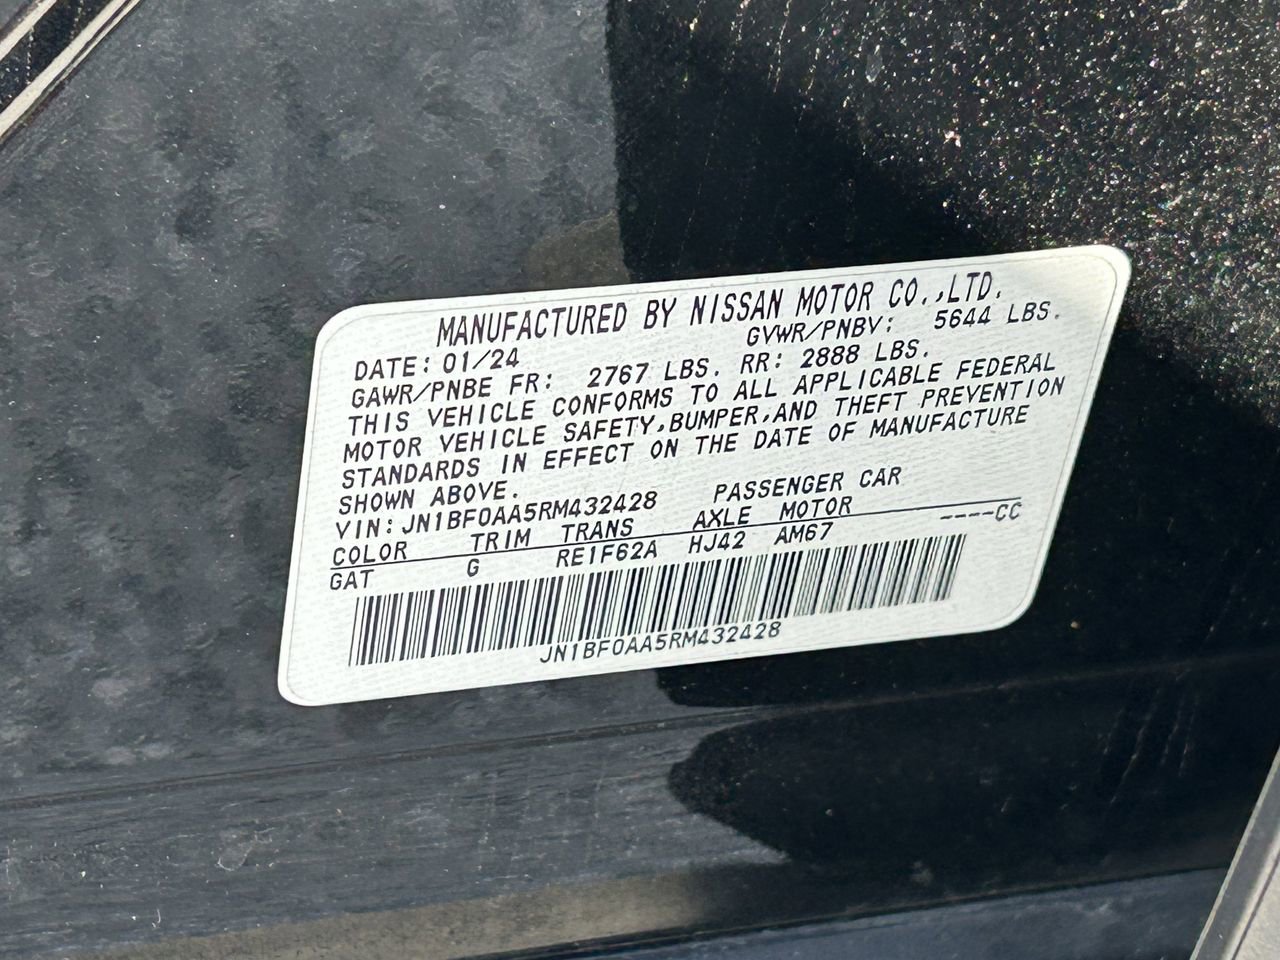 MANUFACTURED BY NISSAN MOTOR CO.,LTD.
DATE: 01/24 GVWR/PNBV: 5644 LBS.
GAWR/PNBE FR: 2767 LBS. RR: 2888 LBS.
THIS VEHICLE CONFORMS TO ALL APPLICABLE FEDERAL
MOTOR VEHICLE SAFETY,BUMPER,AND THEFT PREVENTION
STANDARDS IN EFFECT ON THE DATE OF MANUFACTURE
SHOWN ABOVE.
VIN: JN1BF0AA5RM432428 PASSENGER CAR
COLOR TRIM TRANS AXLE MOTOR
GAT G RE1F62A HJ42 AM67 ----CC
JN1BF0AA5RM432428